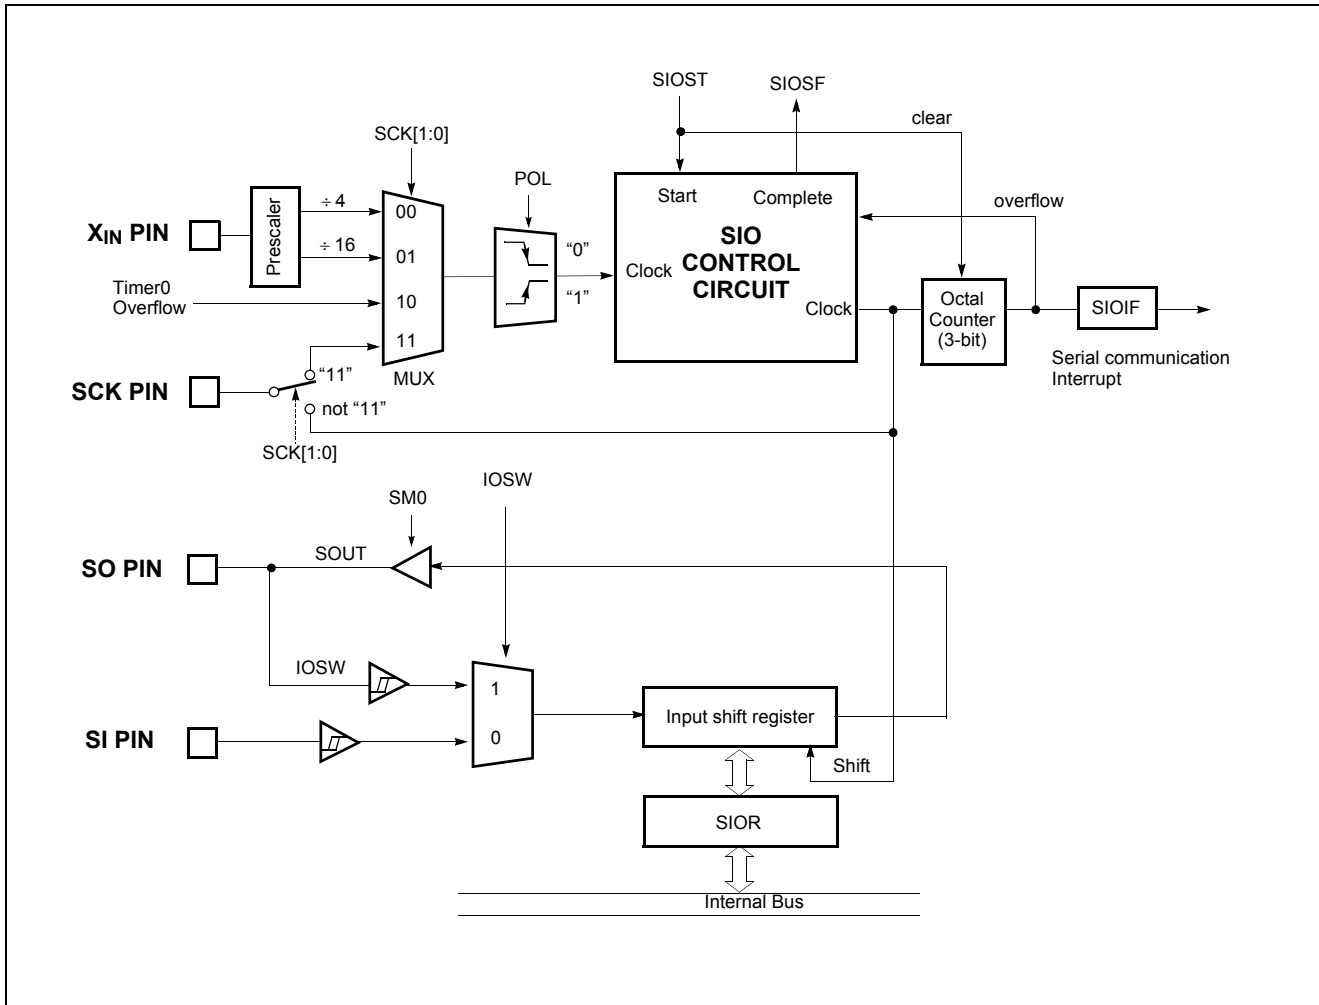 SIOST
SIOSF
clear
SCK[1:0]
POL
Start
Complete
overflow
÷ 4
00
XIN PIN
Prescaler
SIO
CONTROL
CIRCUIT
“0”
÷ 16
01
Clock
Timer0
Overflow
10
“1”
Clock
Octal
Counter
(3-bit)
SIOIF
11
MUX
Serial communication
Interrupt
SCK PIN
“11”
not “11”
SCK[1:0]
IOSW
SM0
SO PIN
SOUT
IOSW
1
SI PIN
0
Input shift register
Shift
SIOR
Internal Bus